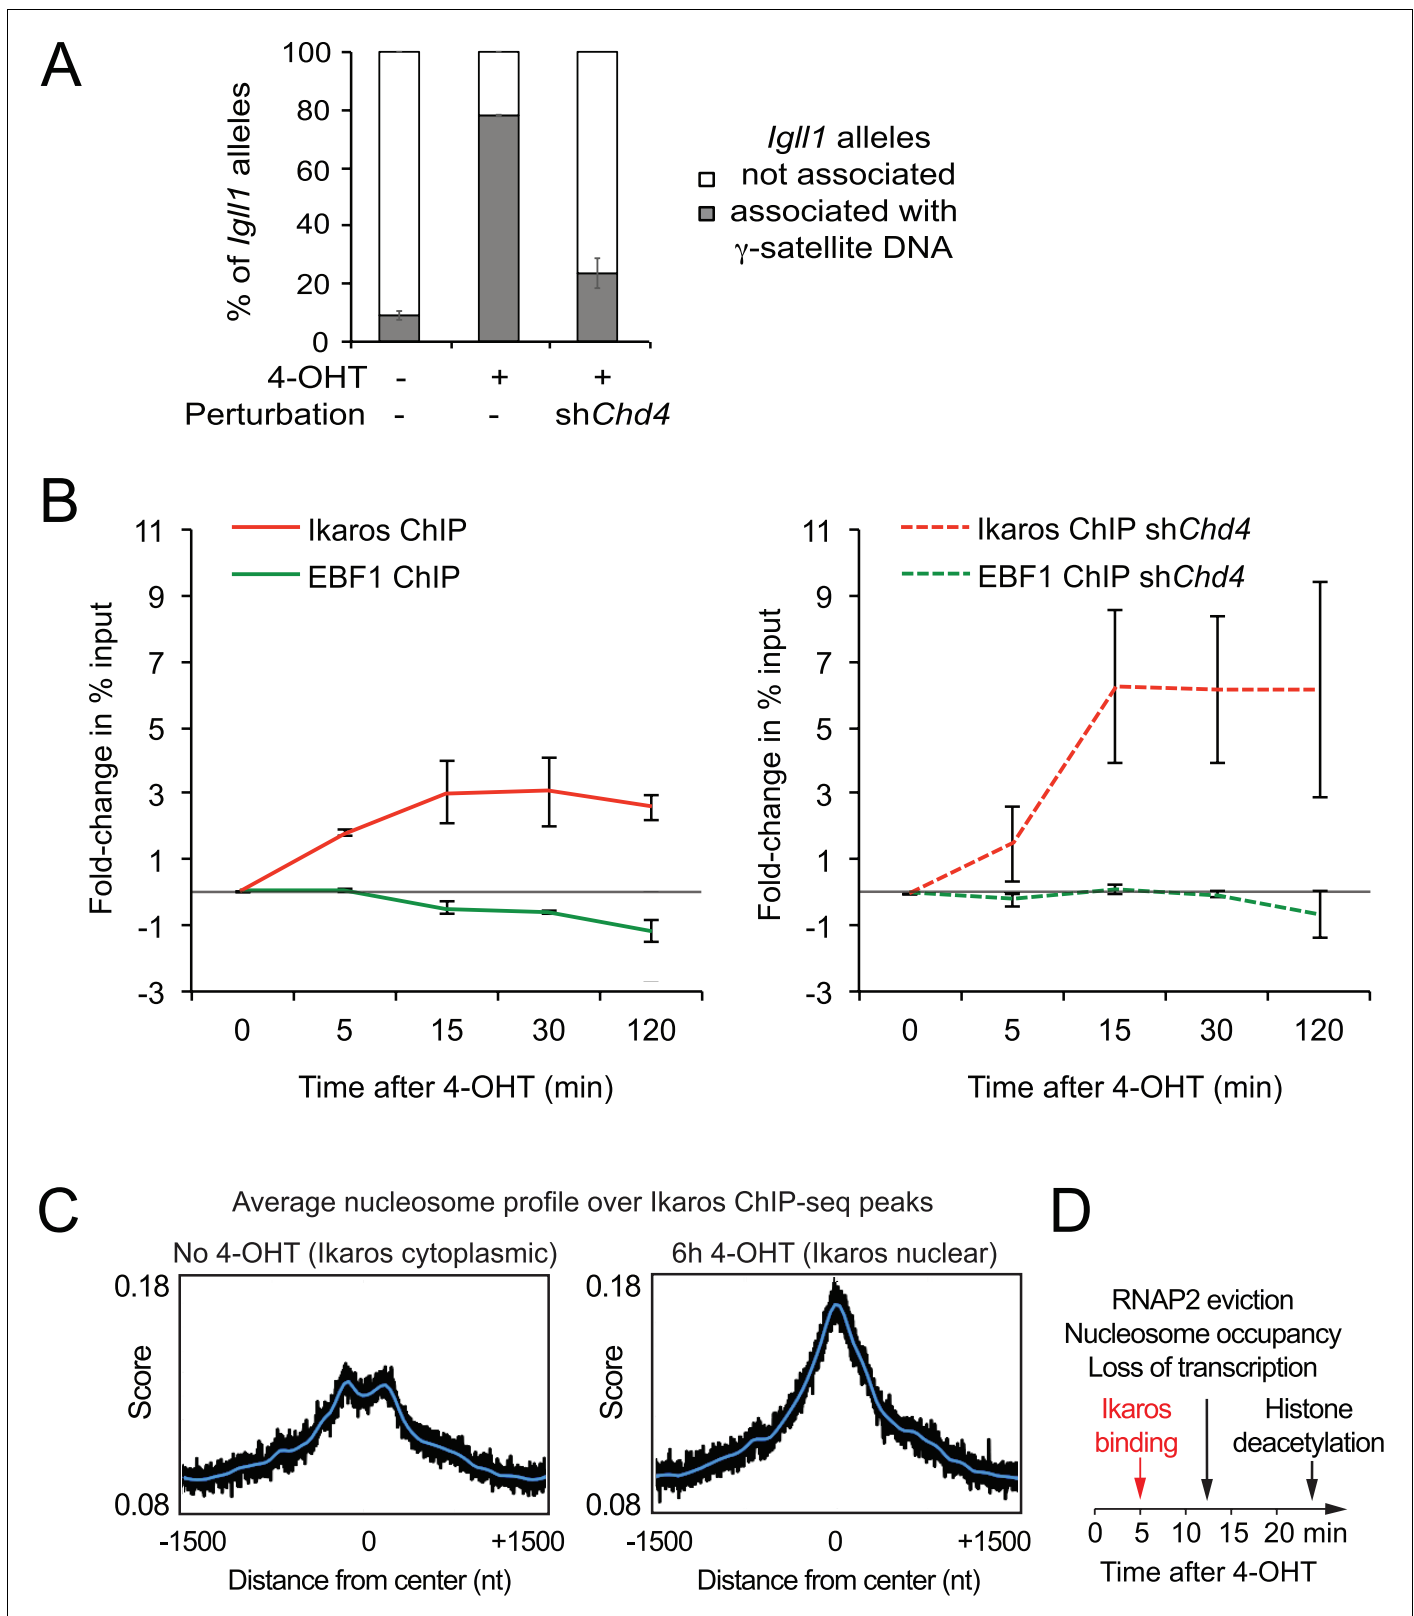 A
100
80
60
40
20
0
% of Igll1 alleles
4-OHT - + +
Perturbation - - shChd4
Igll1 alleles
not associated
associated with
γ-satellite DNA
B
Ikaros ChIP
EBF1 ChIP
11
9
7
5
3
1
-1
-3
Fold-change in % input
0 5 15 30 120
Time after 4-OHT (min)
Ikaros ChIP shChd4
EBF1 ChIP shChd4
11
9
7
5
3
1
-1
-3
Fold-change in % input
0 5 15 30 120
Time after 4-OHT (min)
C
Average nucleosome profile over Ikaros ChIP-seq peaks
No 4-OHT (Ikaros cytoplasmic)
0.18
Score
0.08
-1500 0 +1500
Distance from center (nt)
6h 4-OHT (Ikaros nuclear)
0.18
Score
0.08
-1500 0 +1500
Distance from center (nt)
D
RNAP2 eviction
Nucleosome occupancy
Loss of transcription
Ikaros
binding
Histone
deacetylation
0 5 10 15 20 min
Time after 4-OHT